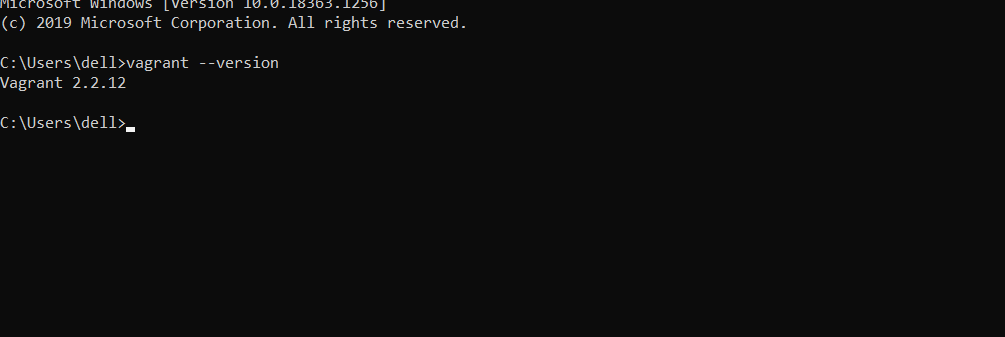 Microsoft Windows [Version 10.0.18363.1256]
(c) 2019 Microsoft Corporation. All rights reserved.
C:\Users\dell>vagrant --version
Vagrant 2.2.12
C:\Users\dell>